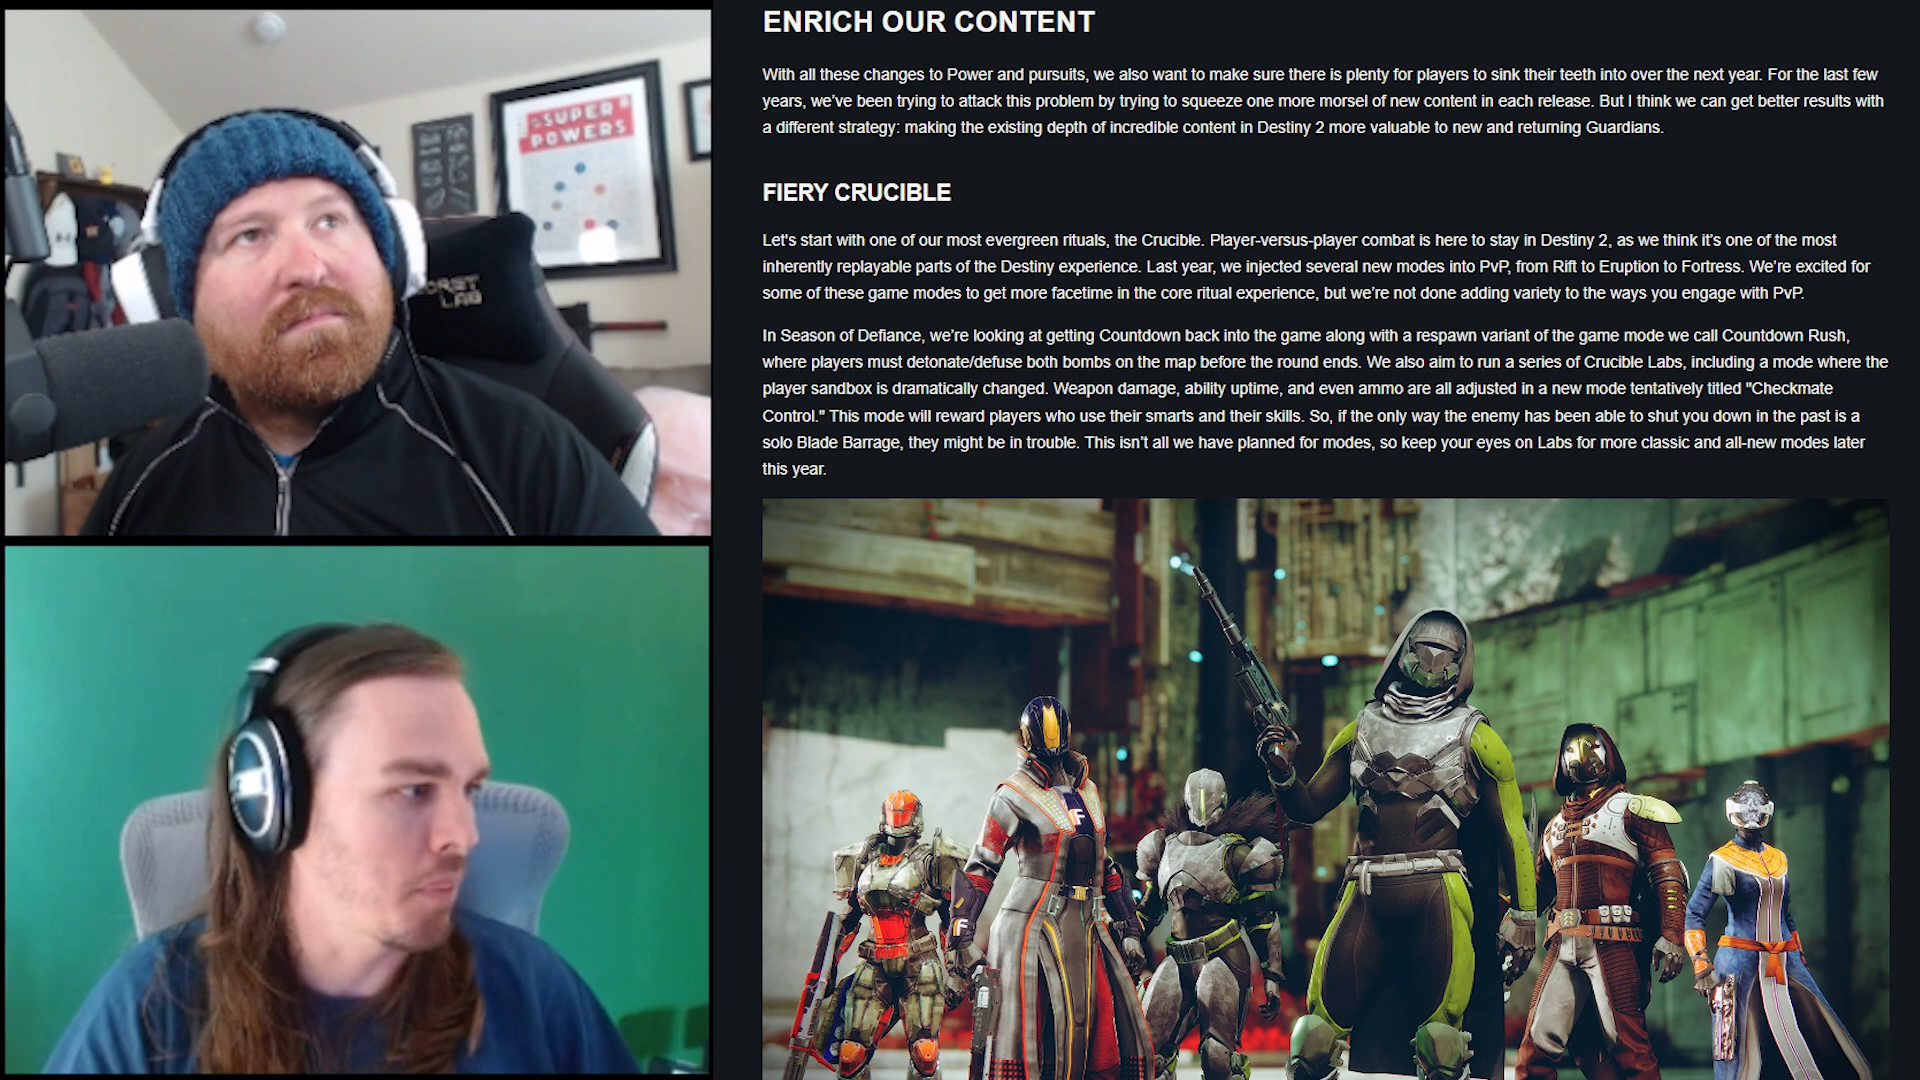 SUPER
POWERS
SECRET
LAB
ENRICH OUR CONTENT
With all these changes to Power and pursuits, we also want to make sure there is plenty for players to sink their teeth into over the next year. For the last few
years, we've been trying to attack this problem by trying to squeeze one more morsel of new content in each release. But I think we can get better results with
a different strategy: making the existing depth of incredible content in Destiny 2 more valuable to new and returning Guardians.
FIERY CRUCIBLE
Let's start with one of our most evergreen rituals, the Crucible. Player-versus-player combat is here to stay in Destiny 2, as we think it's one of the most
inherently replayable parts of the Destiny experience. Last year, we injected several new modes into PvP, from Rift to Eruption to Fortress. We're excited for
some of these game modes to get more facetime in the core ritual experience, but we're not done adding variety to the ways you engage with PvP.
In Season of Defiance, we're looking at getting Countdown back into the game along with a respawn variant of the game mode we call Countdown Rush,
where players must detonate/defuse both bombs on the map before the round ends. We also aim to run a series of Crucible Labs, including a mode where the
player sandbox is dramatically changed. Weapon damage, ability uptime, and even ammo are all adjusted in a new mode tentatively titled "Checkmate
Control." This mode will reward players who use their smarts and their skills. So, if the only way the enemy has been able to shut you down in the past is a
solo Blade Barrage, they might be in trouble. This isn't all we have planned for modes, so keep your eyes on Labs for more classic and all-new modes later
this year.